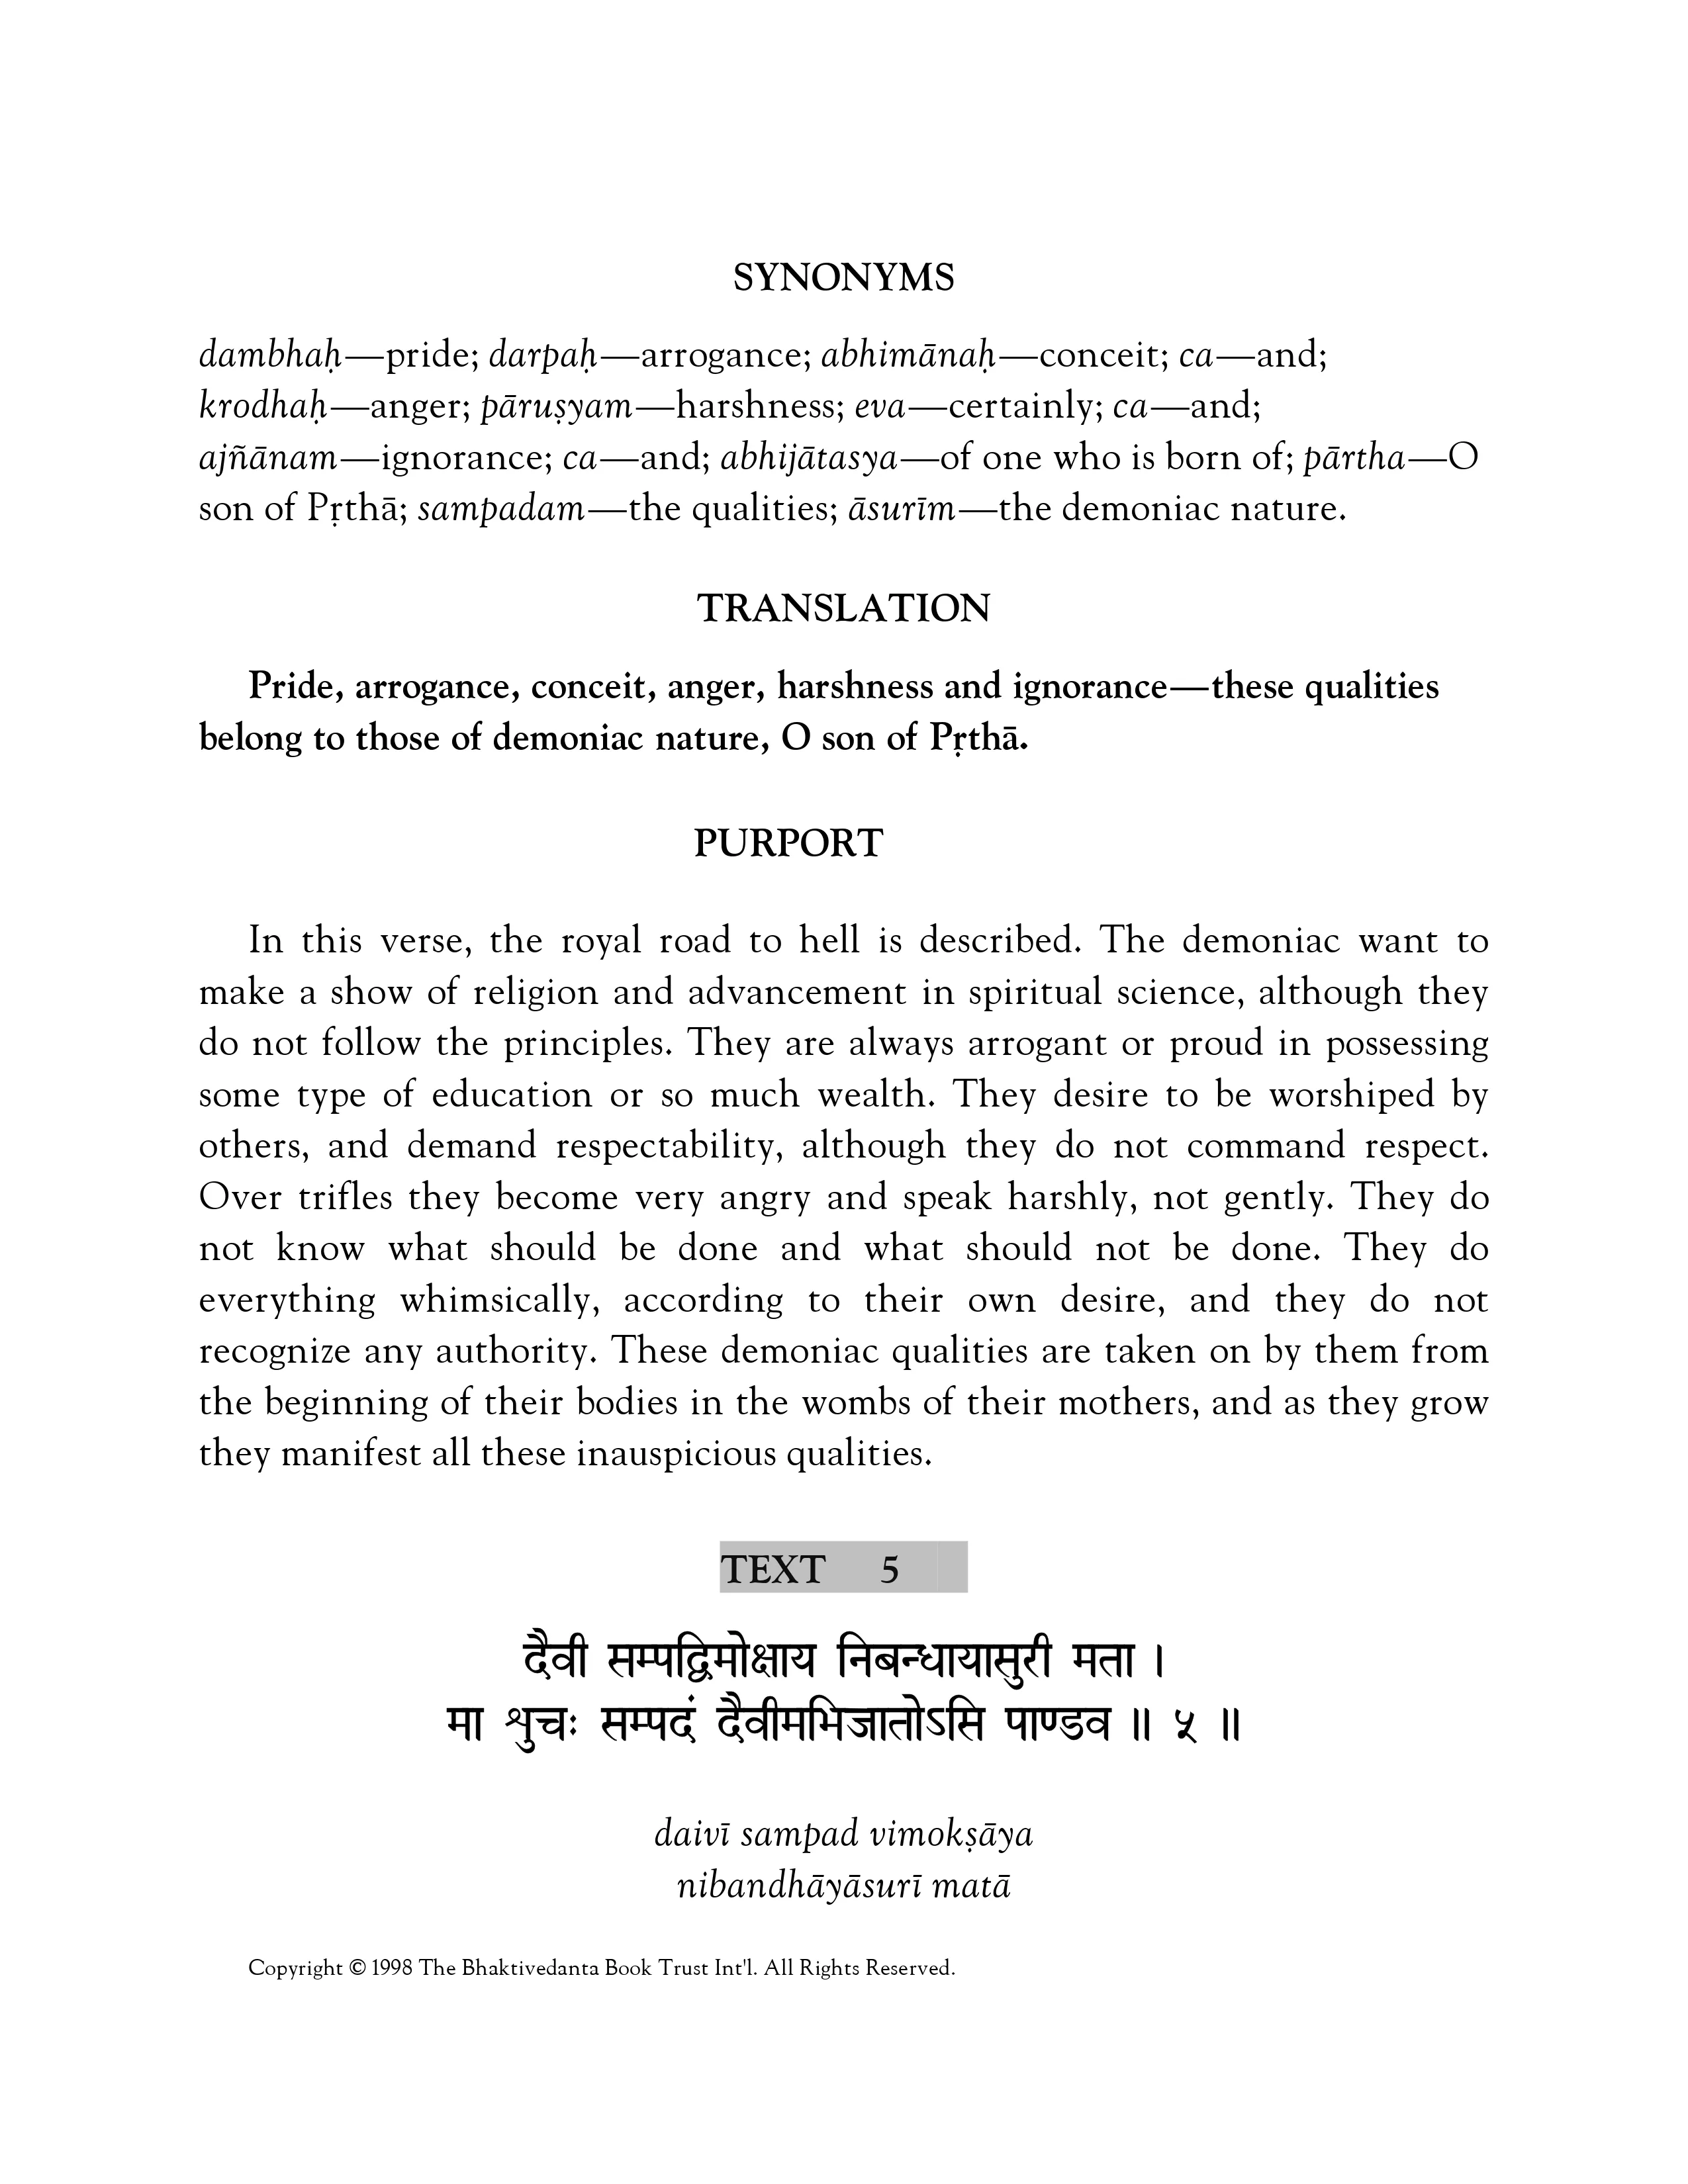 SYNONYMS
dambhaḥ—pride; darpaḥ—arrogance; abhimānaḥ—conceit; ca—and;
krodhaḥ—anger; pāruṣyam—harshness; eva—certainly; ca—and;
ajñānam—ignorance; ca—and; abhijātasya—of one who is born of; pārtha—O
son of Pṛthā; sampadam—the qualities; āsurīm—the demoniac nature.
TRANSLATION
Pride, arrogance, conceit, anger, harshness and ignorance—these qualities
belong to those of demoniac nature, O son of Pṛthā.
PURPORT
In this verse, the royal road to hell is described. The demoniac want to
make a show of religion and advancement in spiritual science, although they
do not follow the principles. They are always arrogant or proud in possessing
some type of education or so much wealth. They desire to be worshiped by
others, and demand respectability, although they do not command respect.
Over trifles they become very angry and speak harshly, not gently. They do
not know what should be done and what should not be done. They do
everything whimsically, according to their own desire, and they do not
recognize any authority. These demoniac qualities are taken on by them from
the beginning of their bodies in the wombs of their mothers, and as they grow
they manifest all these inauspicious qualities.
TEXT 5
दैवी सम्पद्विमोक्षाय निबन्धायासुरी मता ।
मा श‍ुचः सम्पदं दैवीमभिजातोऽसि पाण्डव ॥ ५ ॥
daivī sampad vimokṣāya
nibandhāyāsurī matā
Copyright © 1998 The Bhaktivedanta Book Trust Int'l. All Rights Reserved.